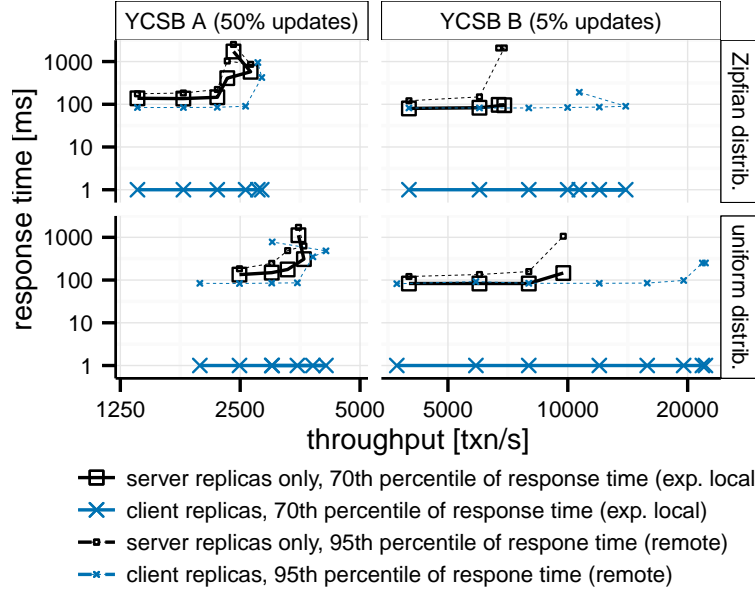 YCSB A (50% updates)
YCSB B (5% updates)
response time [ms]
1000
100
10
1
Zipfian distrib.
1000
100
10
1
uniform distrib.
1250
2500
5000
5000
10000
20000
throughput [txn/s]
server replicas only, 70th percentile of response time (exp. local)
client replicas, 70th percentile of response time (exp. local)
server replicas only, 95th percentile of respone time (remote)
client replicas, 95th percentile of respone time (remote)